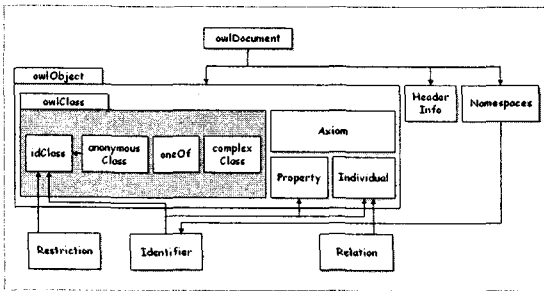 owlDocument
owlObject
owlClass
Header
Info
Namespaces
Axiom
idClass
anonymous
Class
oneOf
complex
Class
Property
Individual
Restriction
Identifier
Relation